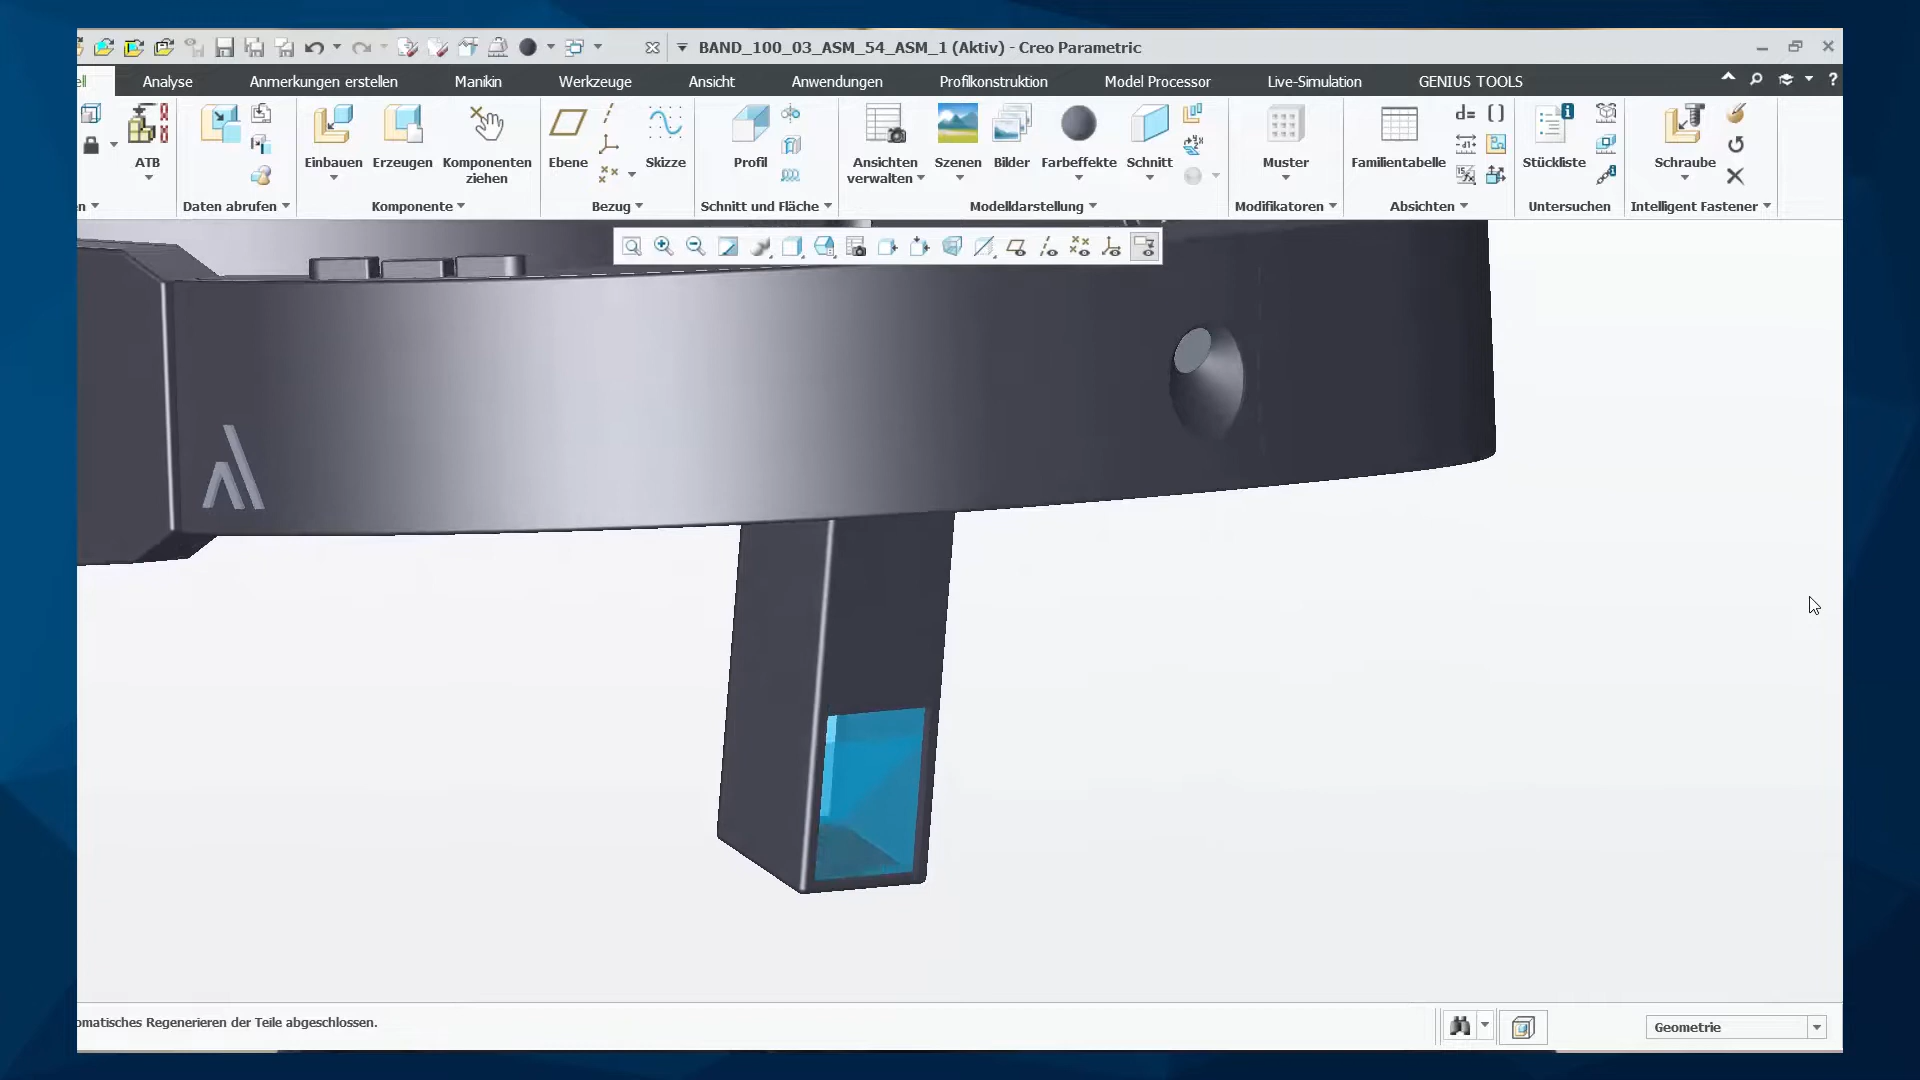 BAND_100_03_ASM_54_ASM_1 (Aktiv) - Creo Parametric
ell
Analyse
Anmerkungen erstellen
Manikin
Werkzeuge
Ansicht
Anwendungen
Profilkonstruktion
Model Processor
Live-Simulation
GENIUS TOOLS
?
ATB
Einbauen
Erzeugen
Komponenten ziehen
Ebene
Skizze
Profil
Ansichten verwalten
Szenen
Bilder
Farbeffekte
Schnitt
Muster
Familientabelle
d=
[ ]
Stückliste
Schraube
en
Daten abrufen
Komponente
Bezug
Schnitt und Fläche
Modelldarstellung
Modifikatoren
Absichten
Untersuchen
Intelligent Fastener
omatisches Regenerieren der Teile abgeschlossen.
Geometrie